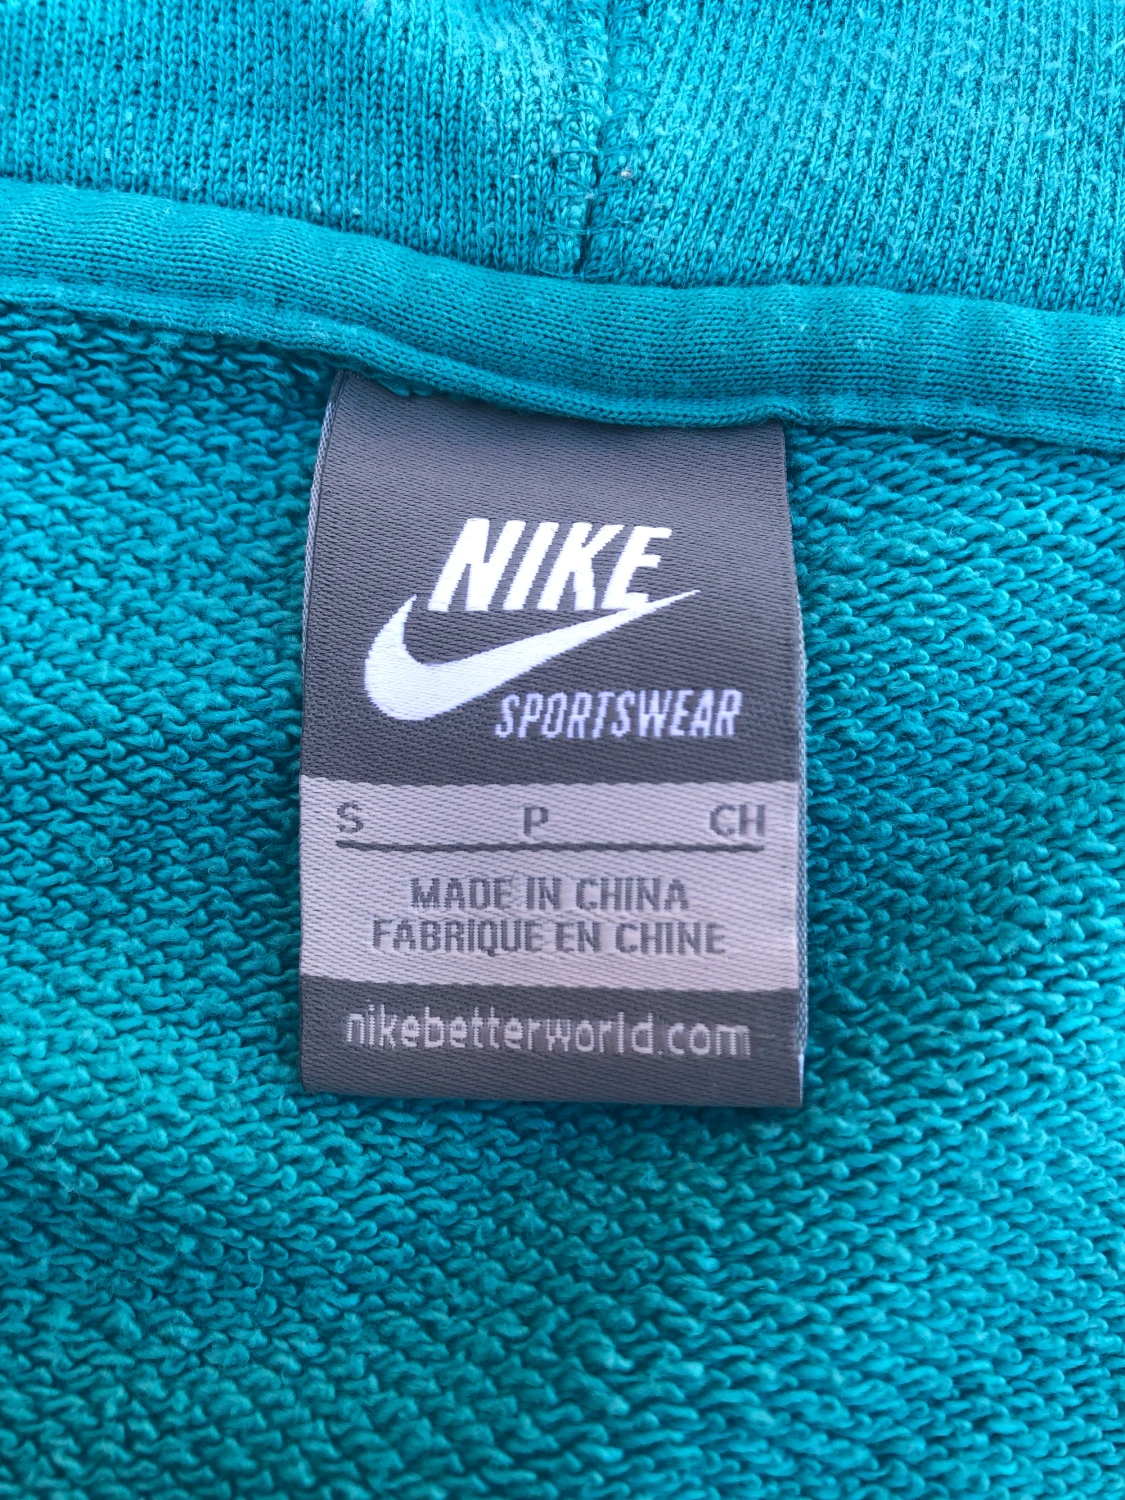 NIKE
SPORTSWEAR
S P CH
MADE IN CHINA
FABRIQUE EN CHINE
nikebetterworld.com